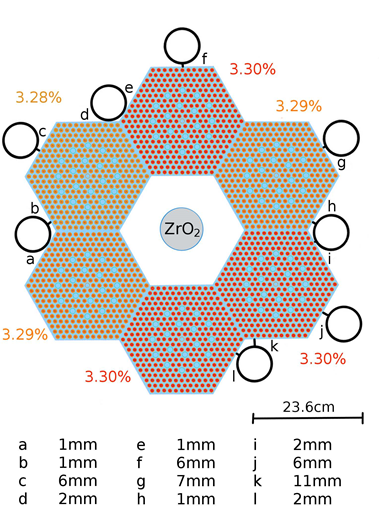 f
3.30%
e
3.28%
d
3.29%
c
g
b
h
ZrO₂
a
i
3.29%
j
k
3.30%
3.30%
l
23.6cm
a 1mm e 1mm i 2mm
b 1mm f 6mm j 6mm
c 6mm g 7mm k 11mm
d 2mm h 1mm l 2mm